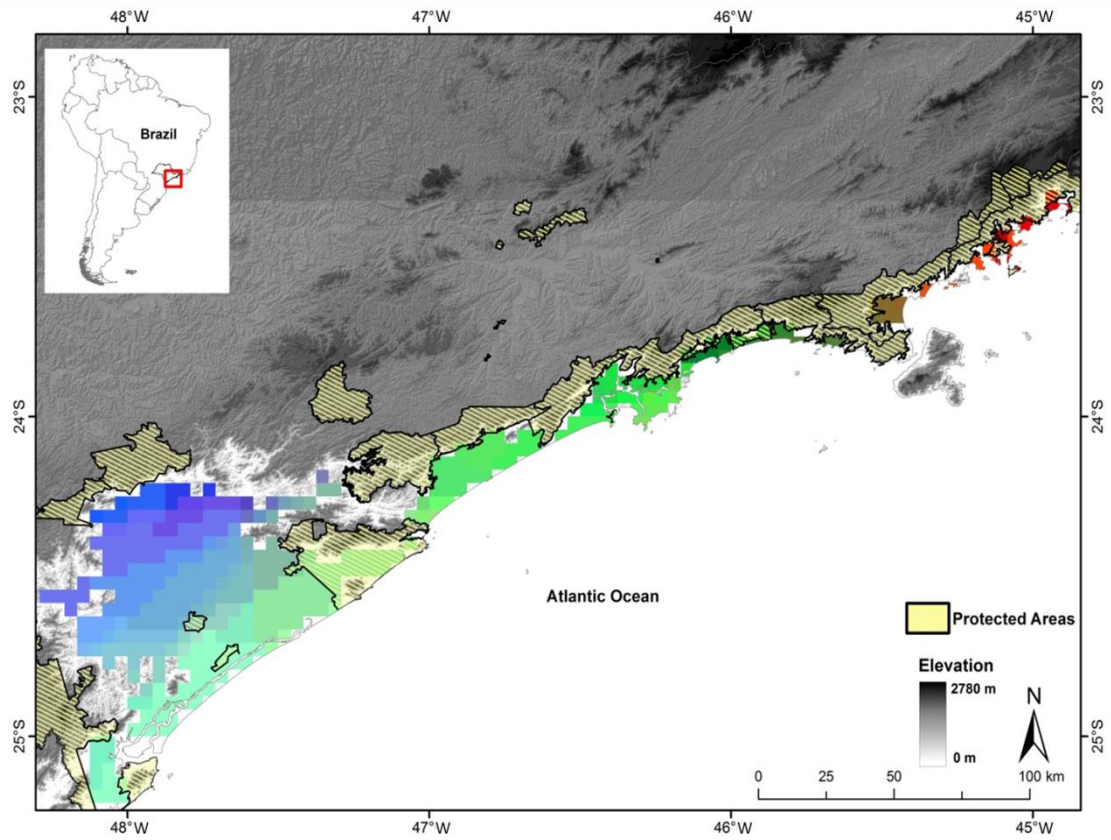 48°W 47°W 46°W 45°W
23°S 23°S
Brazil
24°S 24°S
Atlantic Ocean
Protected Areas
Elevation
2780 m
N
25°S 25°S
0 m
0 25 50 100 km
48°W 47°W 46°W 45°W